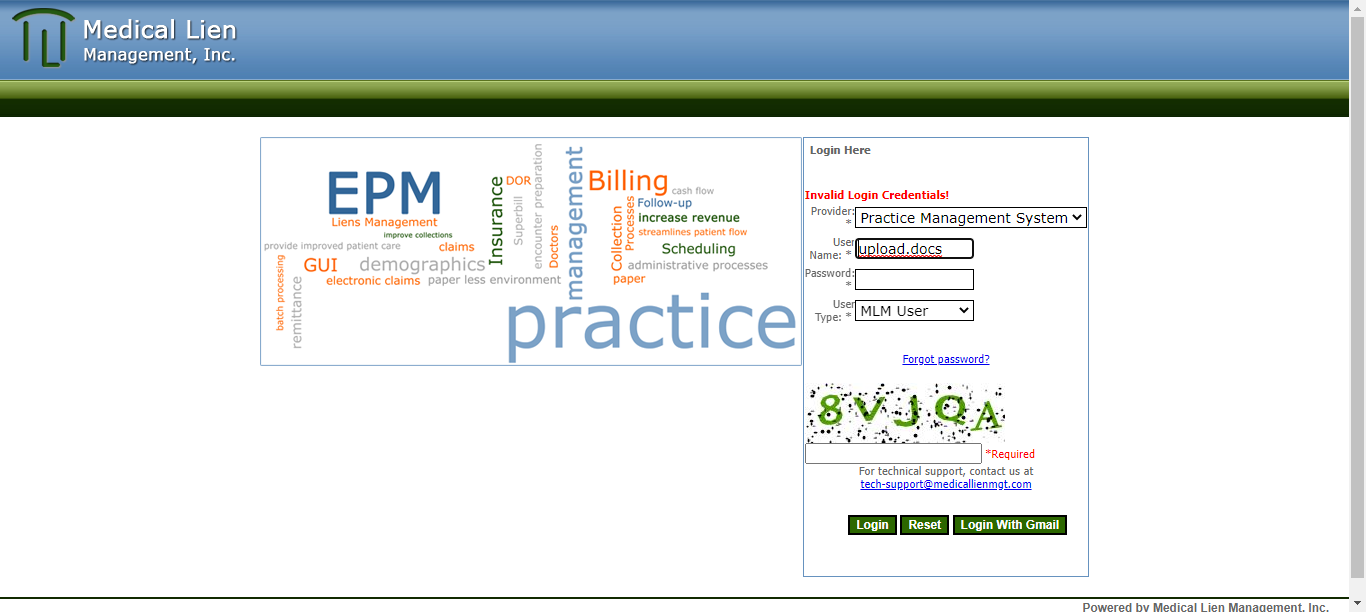 Medical Lien
Management, Inc.
EPM
Liens Management
improve collections
provide improved patient care
claims
GUI
demographics
electronic claims
paper less environment
batch processing
remittance
Insurance
DOR
Superbill
encounter preparation
Doctors
management
Billing
cash flow
Follow-up
increase revenue
streamlines patient flow
Scheduling
Collection
Processes
administrative processes
paper
practice
Login Here
Invalid Login Credentials!
Provider: * Practice Management System
User Name: * upload.docs
Password: *
User Type: * MLM User
Forgot password?
8VJQA
*Required
For technical support, contact us at
tech-support@medicallienmgt.com
Login Reset Login With Gmail
Powered by Medical Lien Management, Inc.